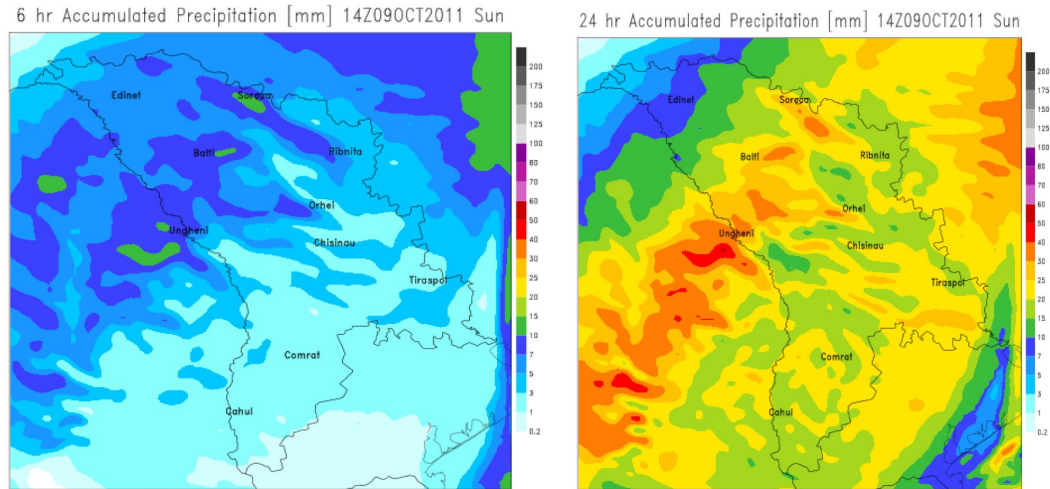 6 hr Accumulated Precipitation [mm] 14Z09OCT2011 Sun
Edinet
Soroca
Balti
Ribnita
Orhei
Ungheni
Chisinau
Tiraspol
Comrat
Cahul
200
175
150
125
100
80
70
60
50
40
30
25
20
15
10
7
5
3
1
0.2
24 hr Accumulated Precipitation [mm] 14Z09OCT2011 Sun
Edinet
Soroca
Balti
Ribnita
Orhei
Ungheni
Chisinau
Tiraspol
Comrat
Cahul
200
175
150
125
100
80
70
60
50
40
30
25
20
15
10
7
5
3
1
0.2